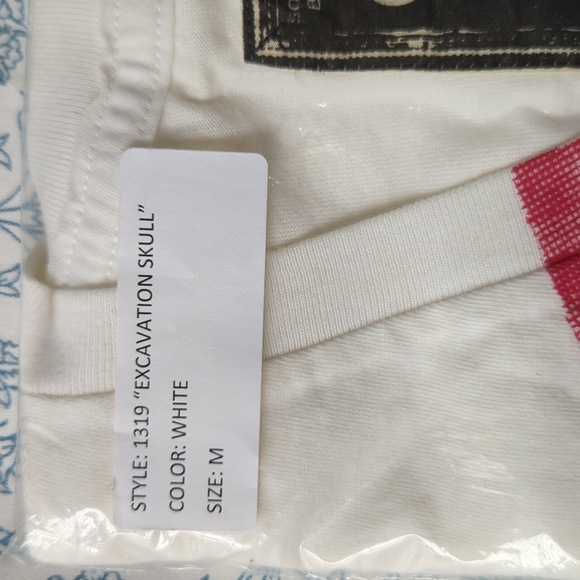 STYLE: 1319 “EXCAVATION SKULL”
COLOR: WHITE
SIZE: M